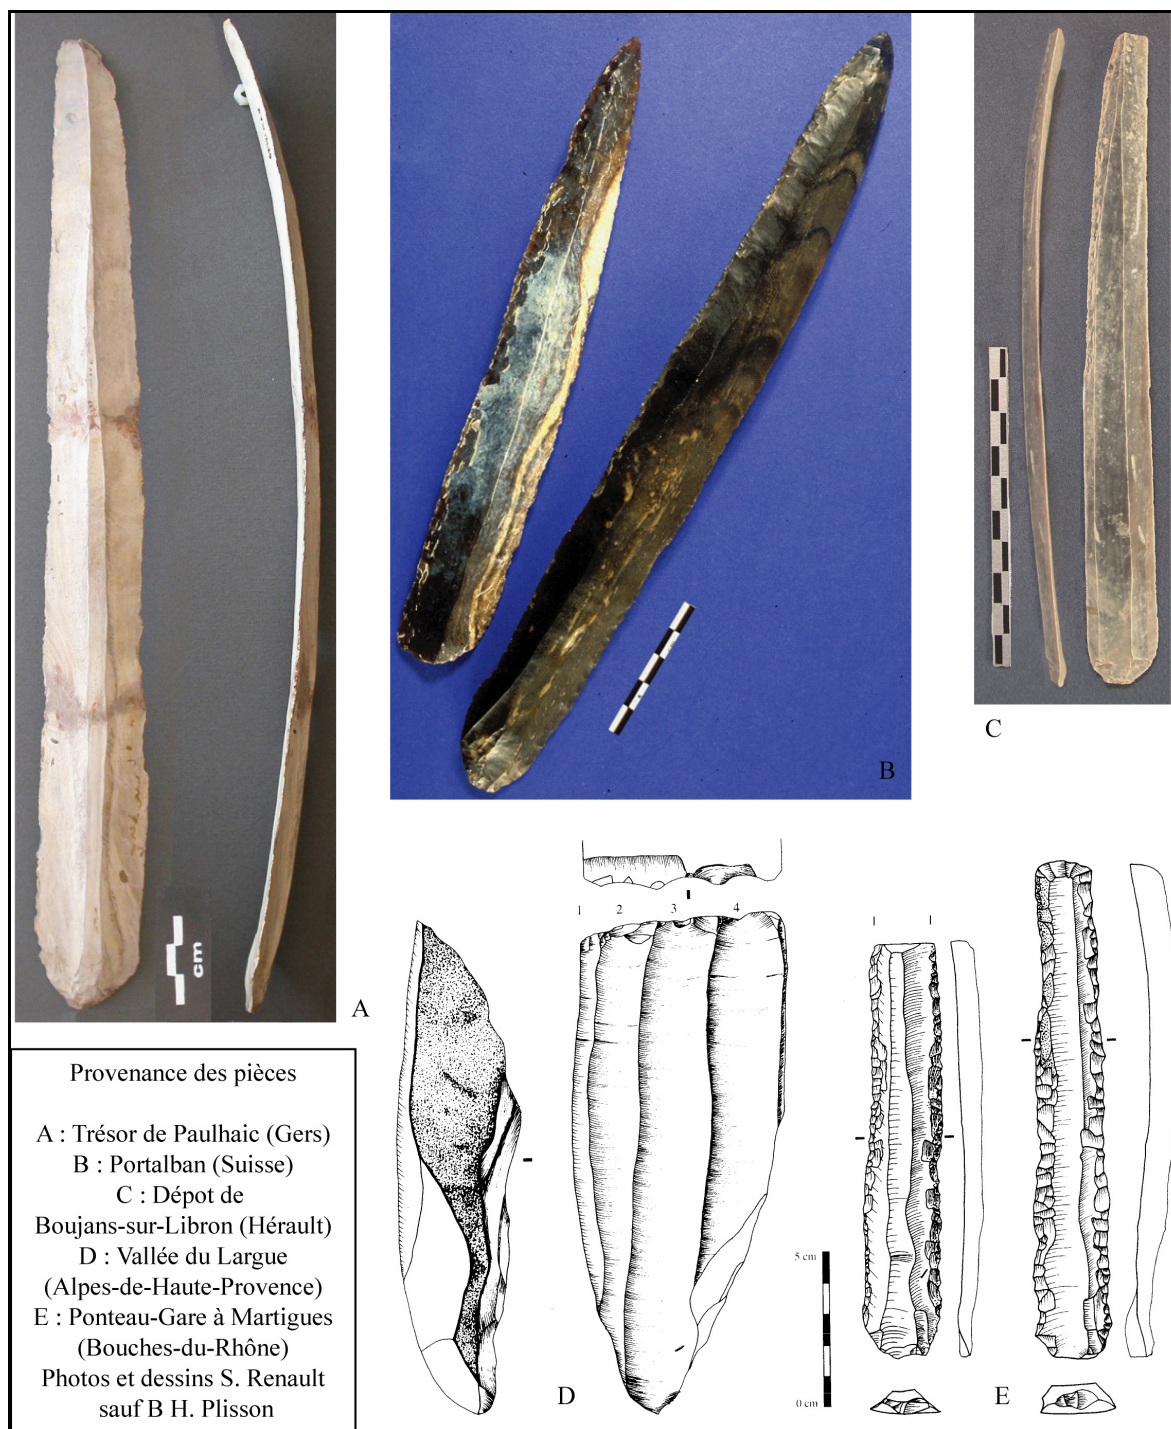 B
C
cm
A
1 2 3 4
5 cm
0 cm
D
E
Provenance des pièces
A : Trésor de Paulhaic (Gers)
B : Portalban (Suisse)
C : Dépot de
Boujans-sur-Libron (Hérault)
D : Vallée du Largue
(Alpes-de-Haute-Provence)
E : Ponteau-Gare à Martigues
(Bouches-du-Rhône)
Photos et dessins S. Renault
sauf B H. Plisson